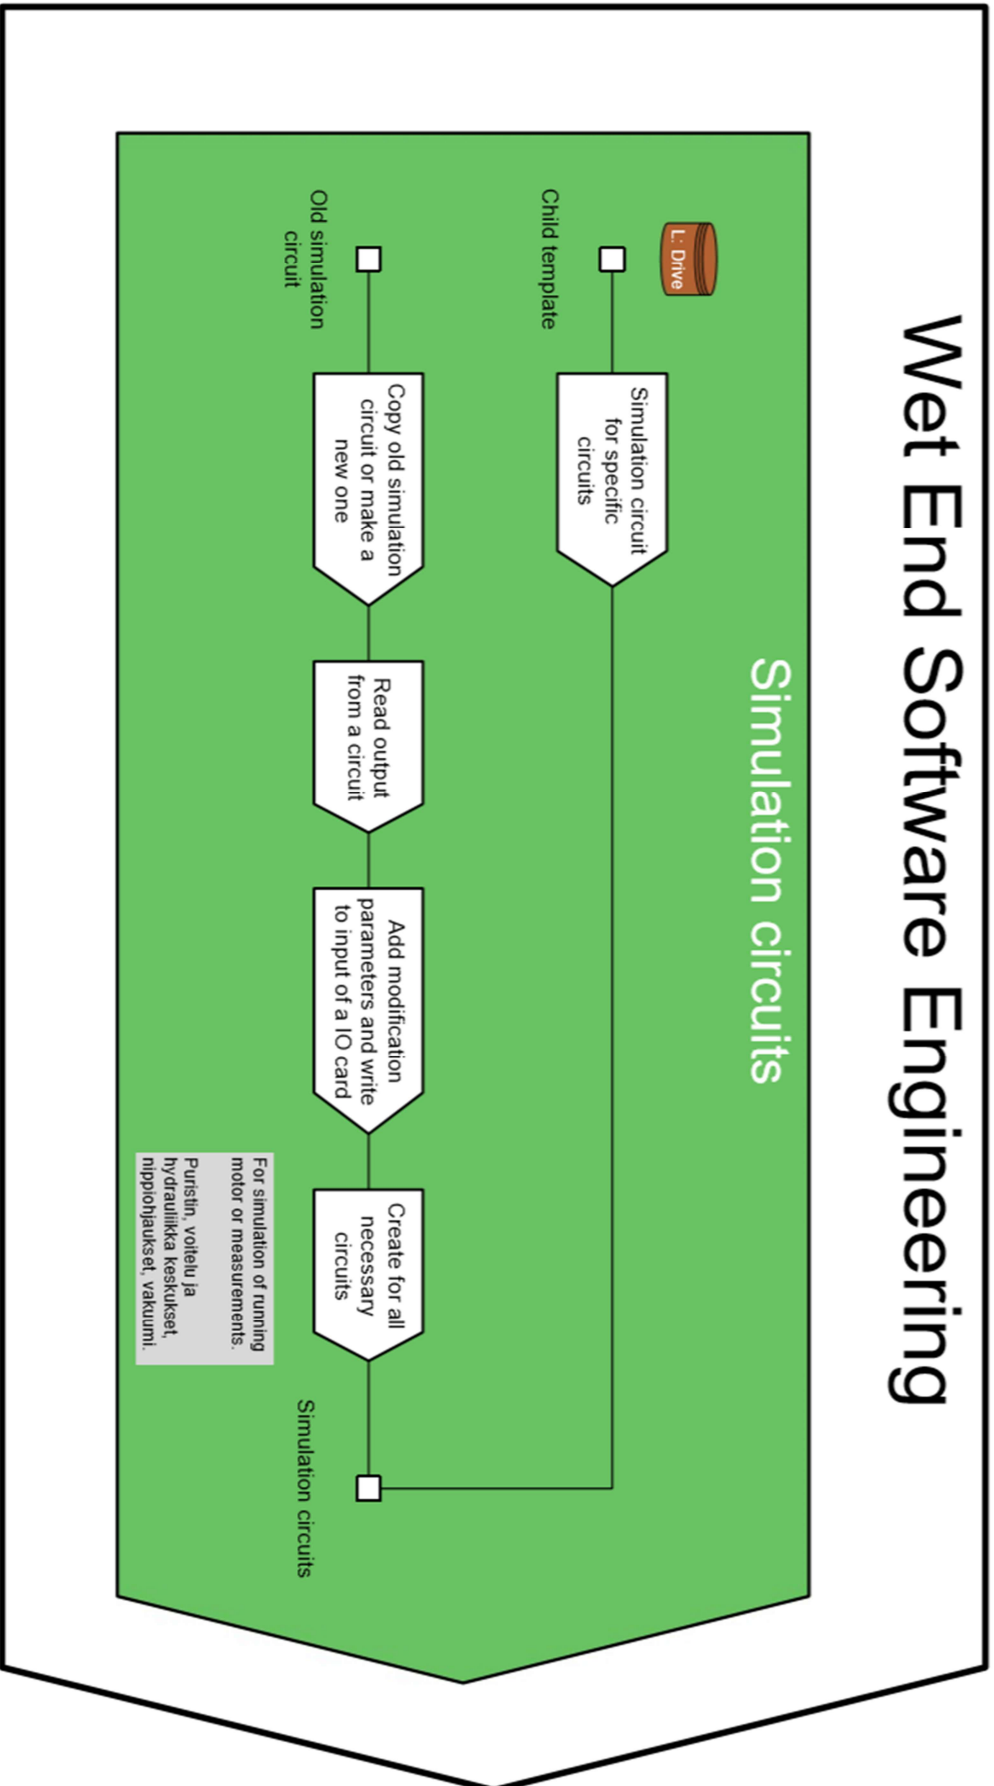 Wet End Software Engineering
Simulation circuits
L: Drive
Child template
Simulation circuit
for specific
circuits
Old simulation
circuit
Copy old simulation
circuit or make a
new one
Read output
from a circuit
Add modification
parameters and write
to input of a IO card
Create for all
necessary
circuits
Simulation circuits
For simulation of running
motor or measurements.
Puristin, voitelu ja
hydrauliikka keskukset,
nippiohjaukset, vakuumi.